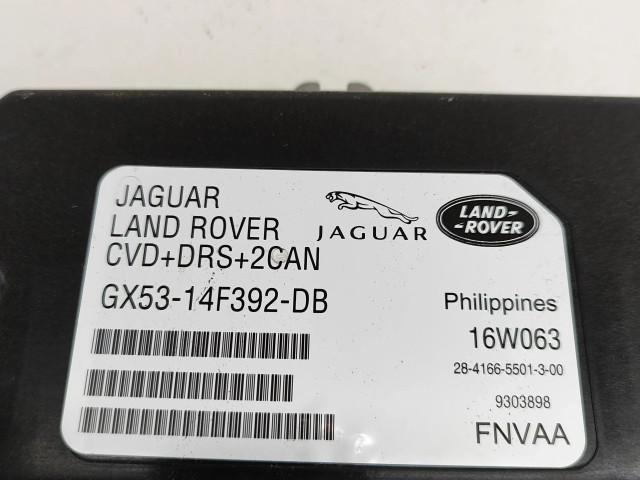 JAGUAR
LAND ROVER
CVD+DRS+2CAN
JAGUAR
LAND-
-ROVER
GX53-14F392-DB
Philippines
16W063
28-4166-5501-3-00
9303898
FNVAA